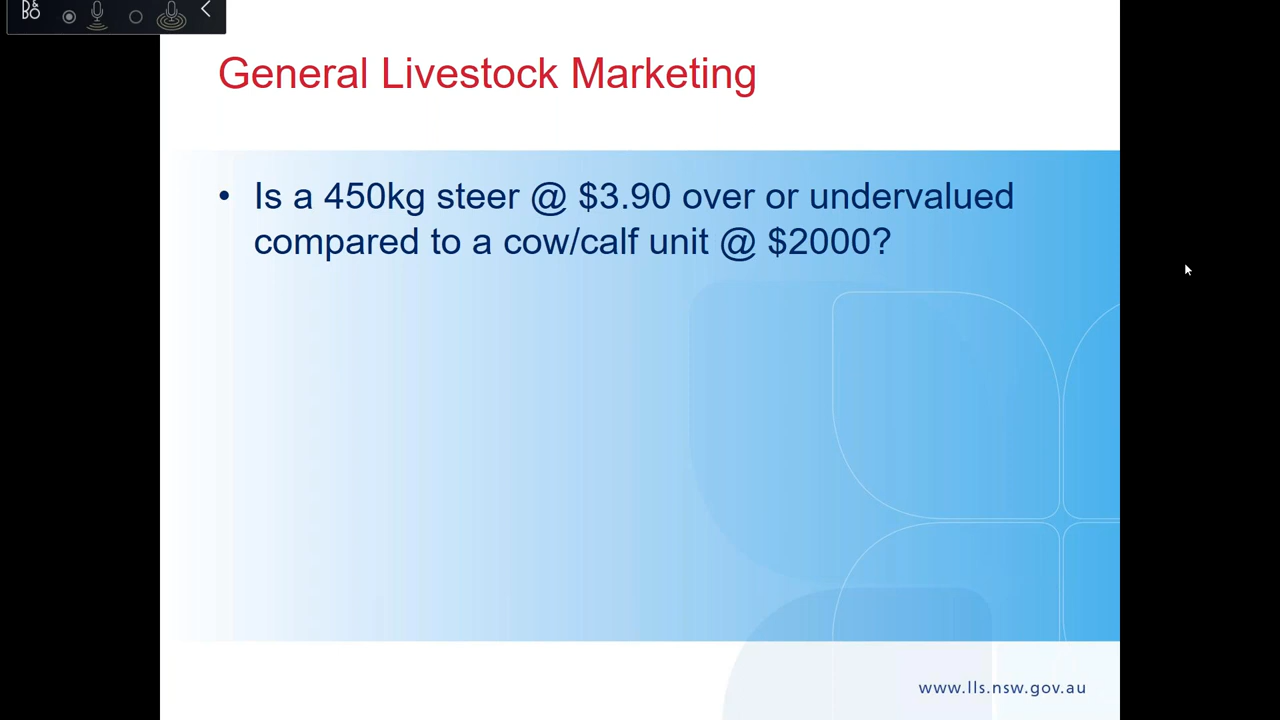 B&O
General Livestock Marketing
• Is a 450kg steer @ $3.90 over or undervalued
compared to a cow/calf unit @ $2000?
www.lls.nsw.gov.au